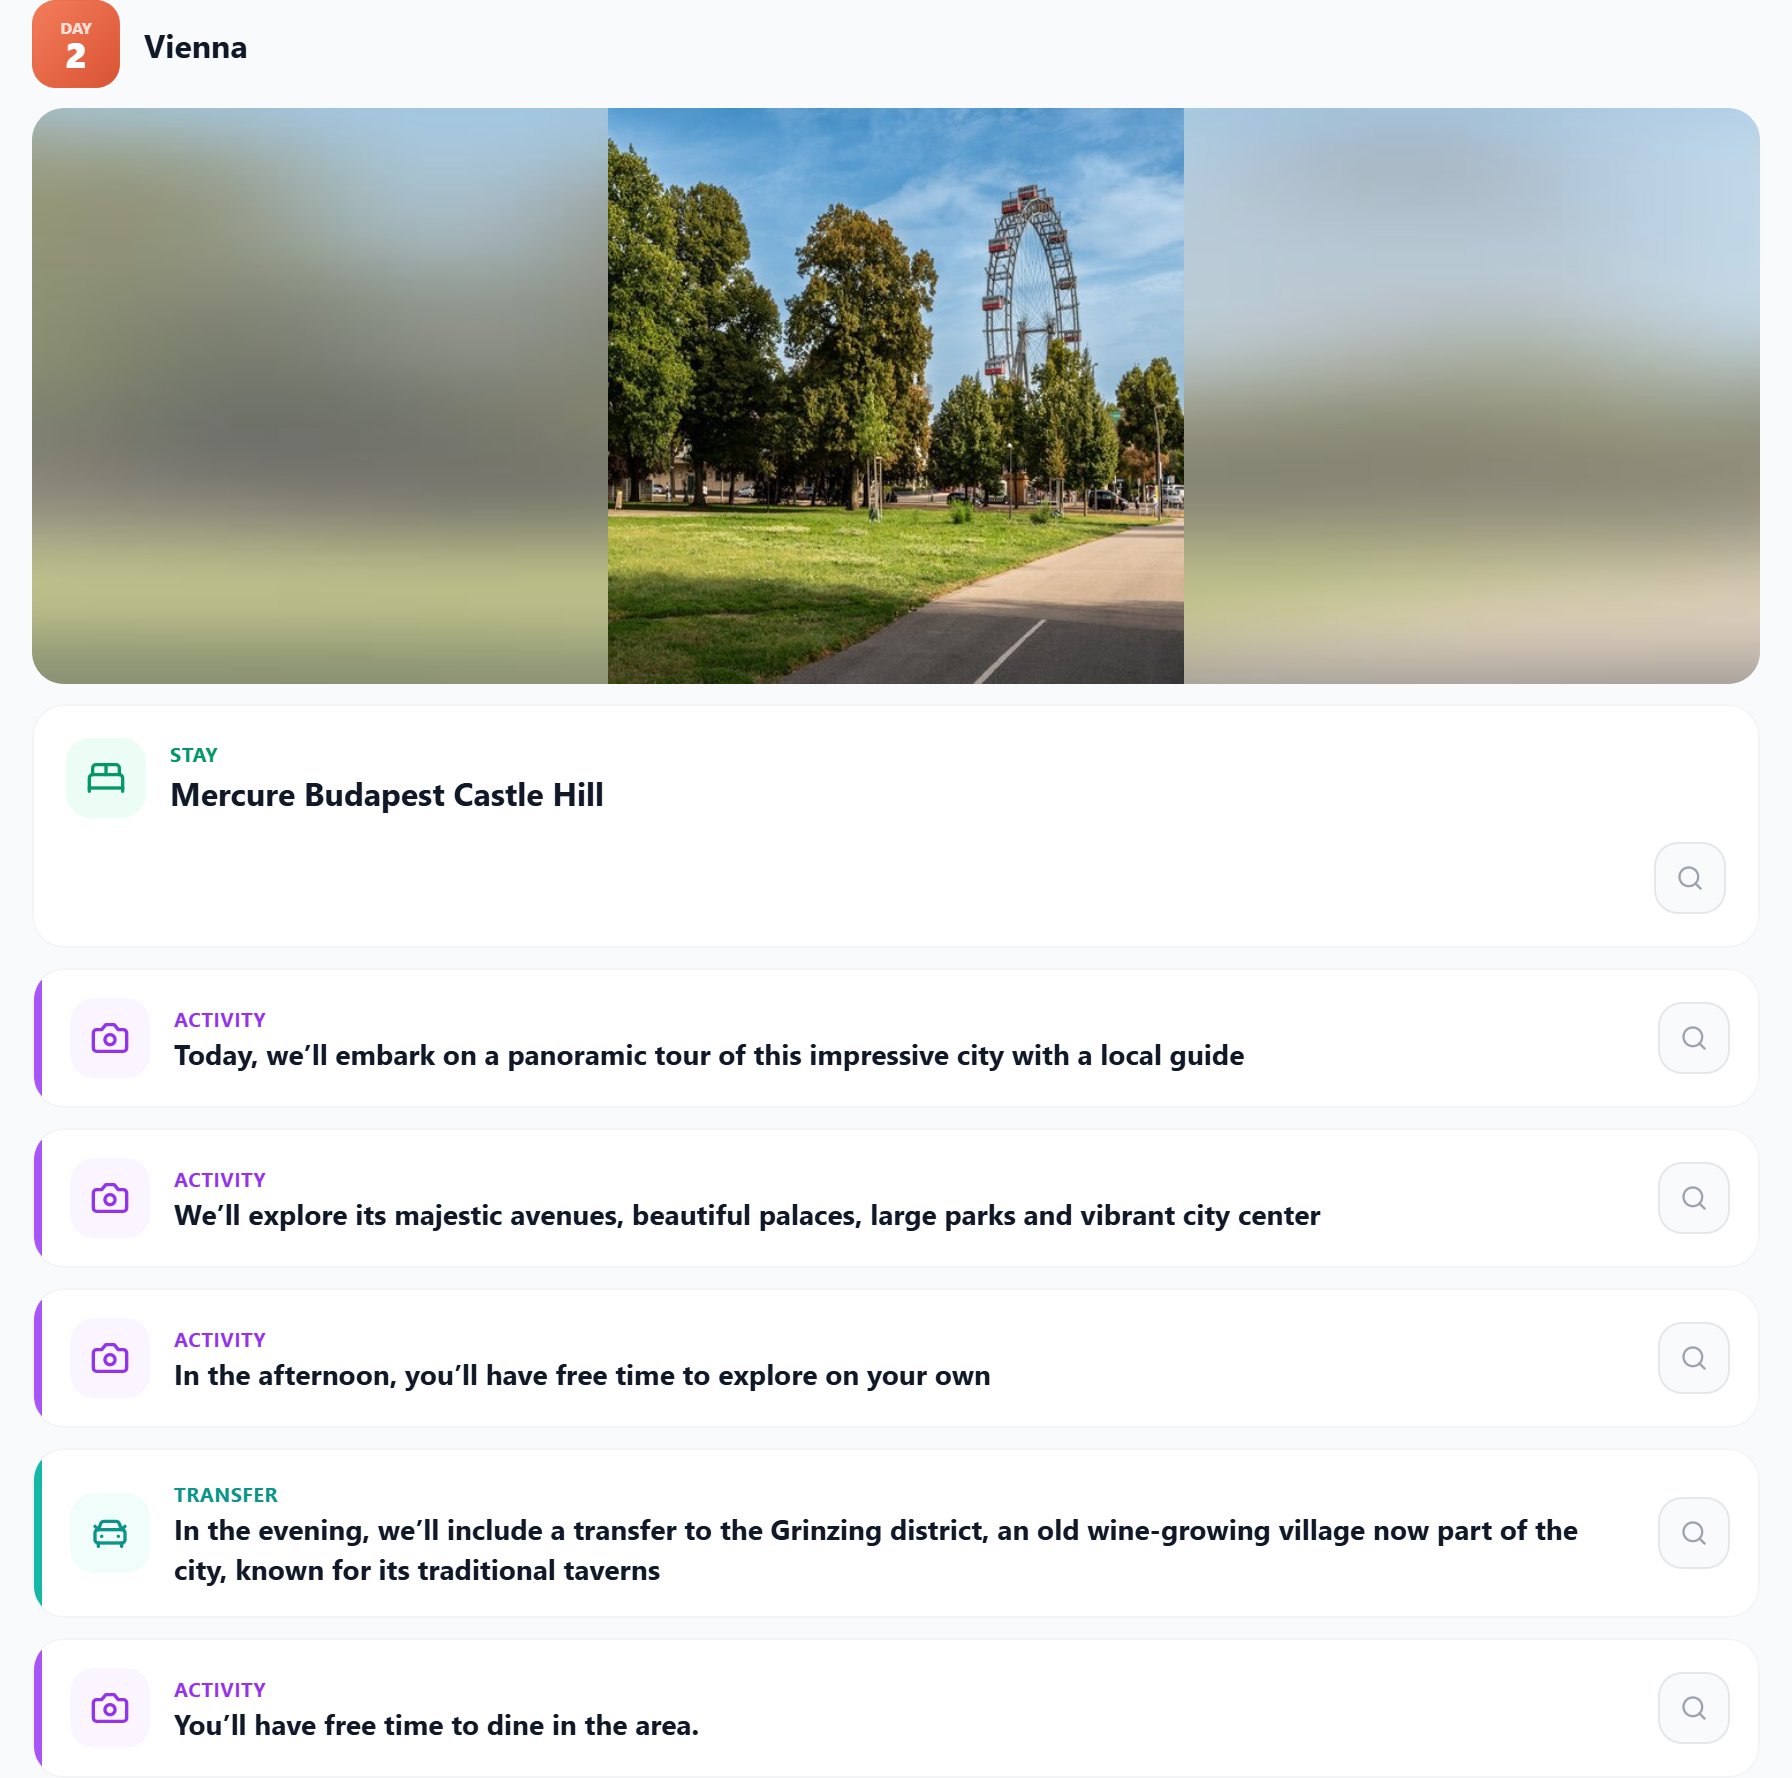 DAY
2
Vienna
STAY
Mercure Budapest Castle Hill
ACTIVITY
Today, we’ll embark on a panoramic tour of this impressive city with a local guide
ACTIVITY
We’ll explore its majestic avenues, beautiful palaces, large parks and vibrant city center
ACTIVITY
In the afternoon, you’ll have free time to explore on your own
TRANSFER
In the evening, we’ll include a transfer to the Grinzing district, an old wine-growing village now part of the
city, known for its traditional taverns
ACTIVITY
You’ll have free time to dine in the area.